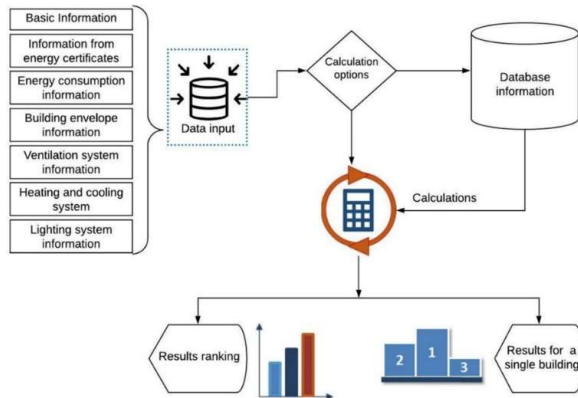 Basic Information
Information from
energy certificates
Energy consumption
information
Building envelope
information
Ventilation system
information
Heating and cooling
system
Lighting system
information
Data input
Calculation
options
Database
information
Calculations
Results ranking
2
1
3
Results for a
single building